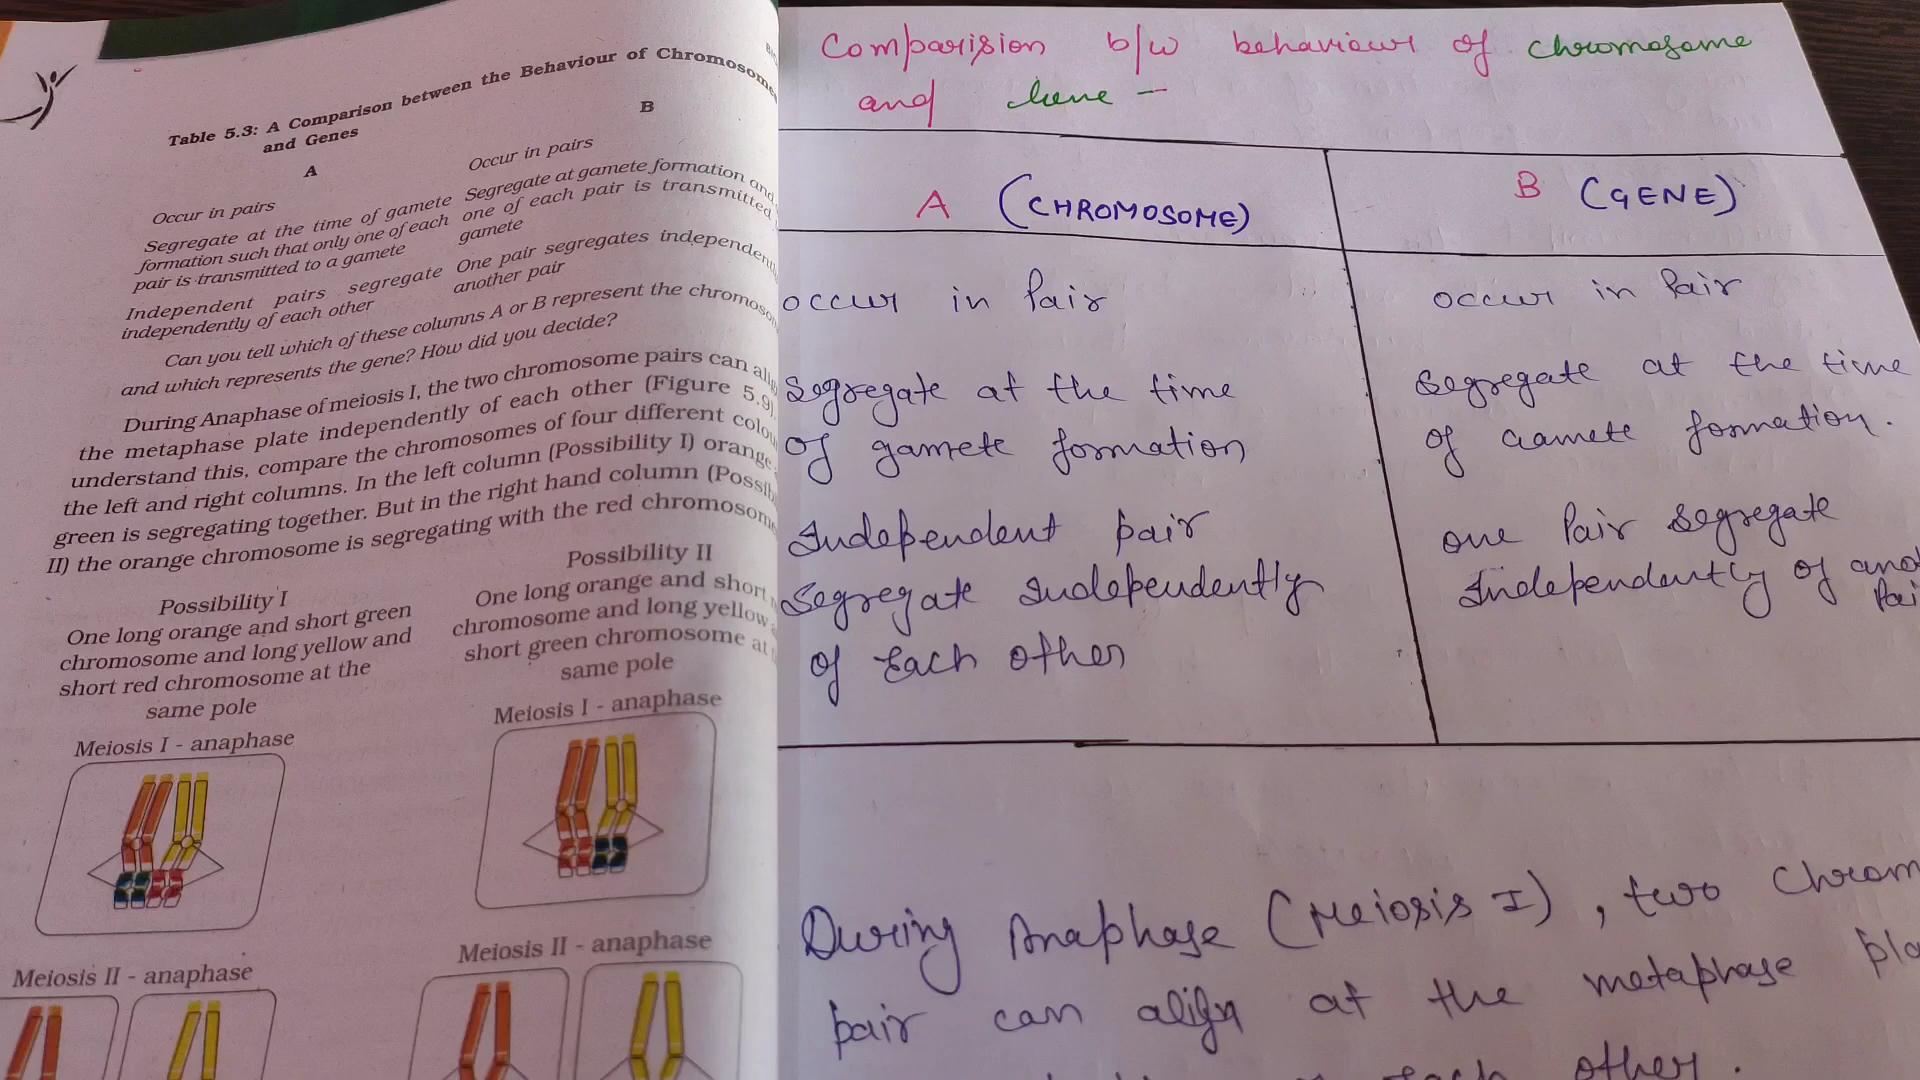 Table 5.3: A Comparison between the Behaviour of Chromosomes
and Genes
A
B
Occur in pairs
Segregate at the time of gamete
formation such that only one of each
pair is transmitted to a gamete
Independent pairs segregate
independently of each other
Occur in pairs
Segregate at gamete formation and
one of each pair is transmitted
gamete
One pair segregates independently
another pair
Can you tell which of these columns A or B represent the
and which represents the gene? How did you decide?
During Anaphase of meiosis I, the two chromosome pairs can
the metaphase plate independently of each other (Figure 5.9)
understand this, compare the chromosomes of four different
the left and right columns. In the left column (Possibility I) orange
green is segregating together. But in the right hand column
II) the orange chromosome is segregating with the red
Possibility I
One long orange and short green
chromosome and long yellow and
short red chromosome at the
same pole
Meiosis I - anaphase
Meiosis II - anaphase
Possibility II
One long orange and short
chromosome and long yellow
short green chromosome at
same pole
Meiosis I - anaphase
Meiosis II - anaphase
Comparision b/w behaviour of chromosome
and Gene -
A (CHROMOSOME)
occur in Pair
Segregate at the time
of gamete formation
Independent pair
Segregate Independently
of Each other
B (GENE)
occur in Pair
Segregate at the time
of Gamete formation.
one Pair Segregate
Independently of
During Anaphase (Meiosis I), two
pair can align at the metaphase
each other.